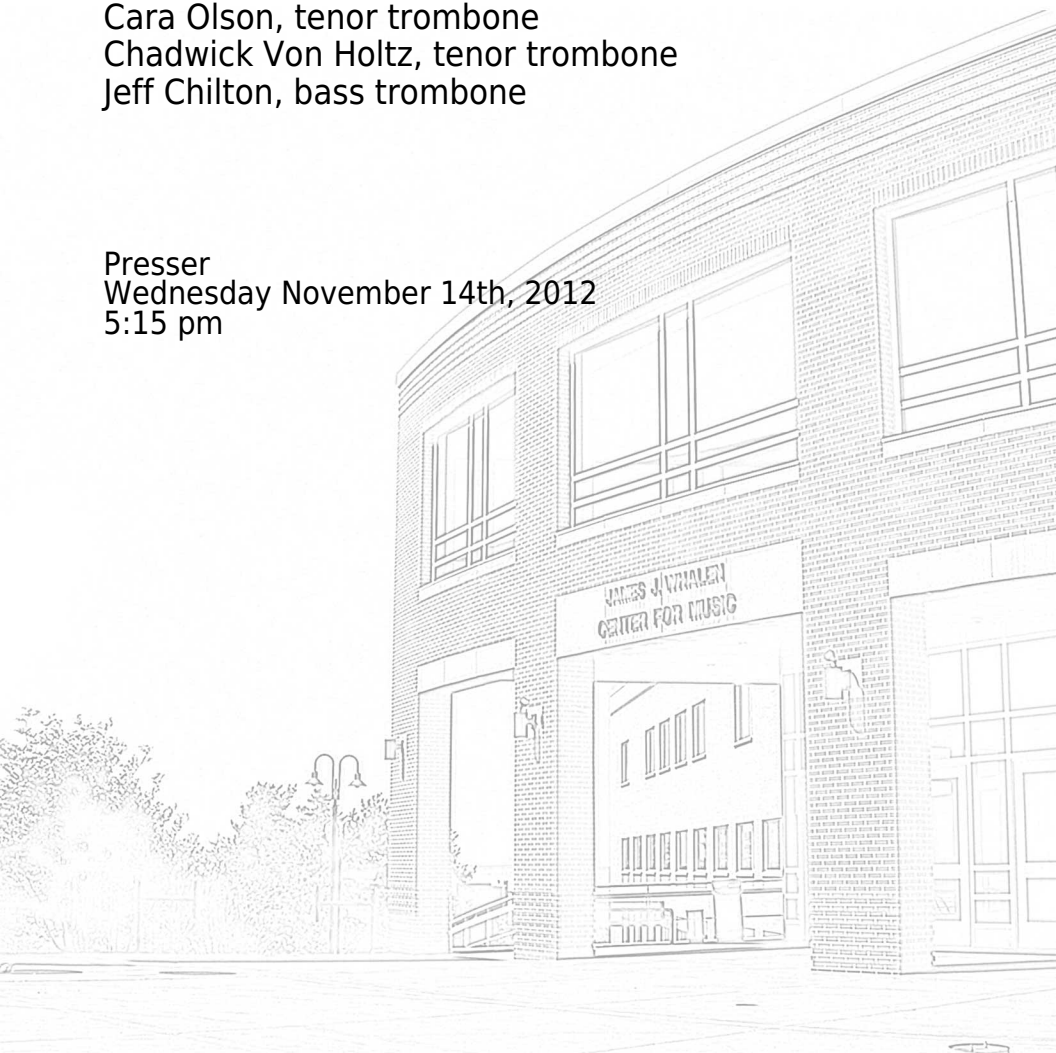 Cara Olson, tenor trombone
Chadwick Von Holtz, tenor trombone
Jeff Chilton, bass trombone
Presser
Wednesday November 14th, 2012
5:15 pm
JAMES J. WHALEN
CENTER FOR MUSIC